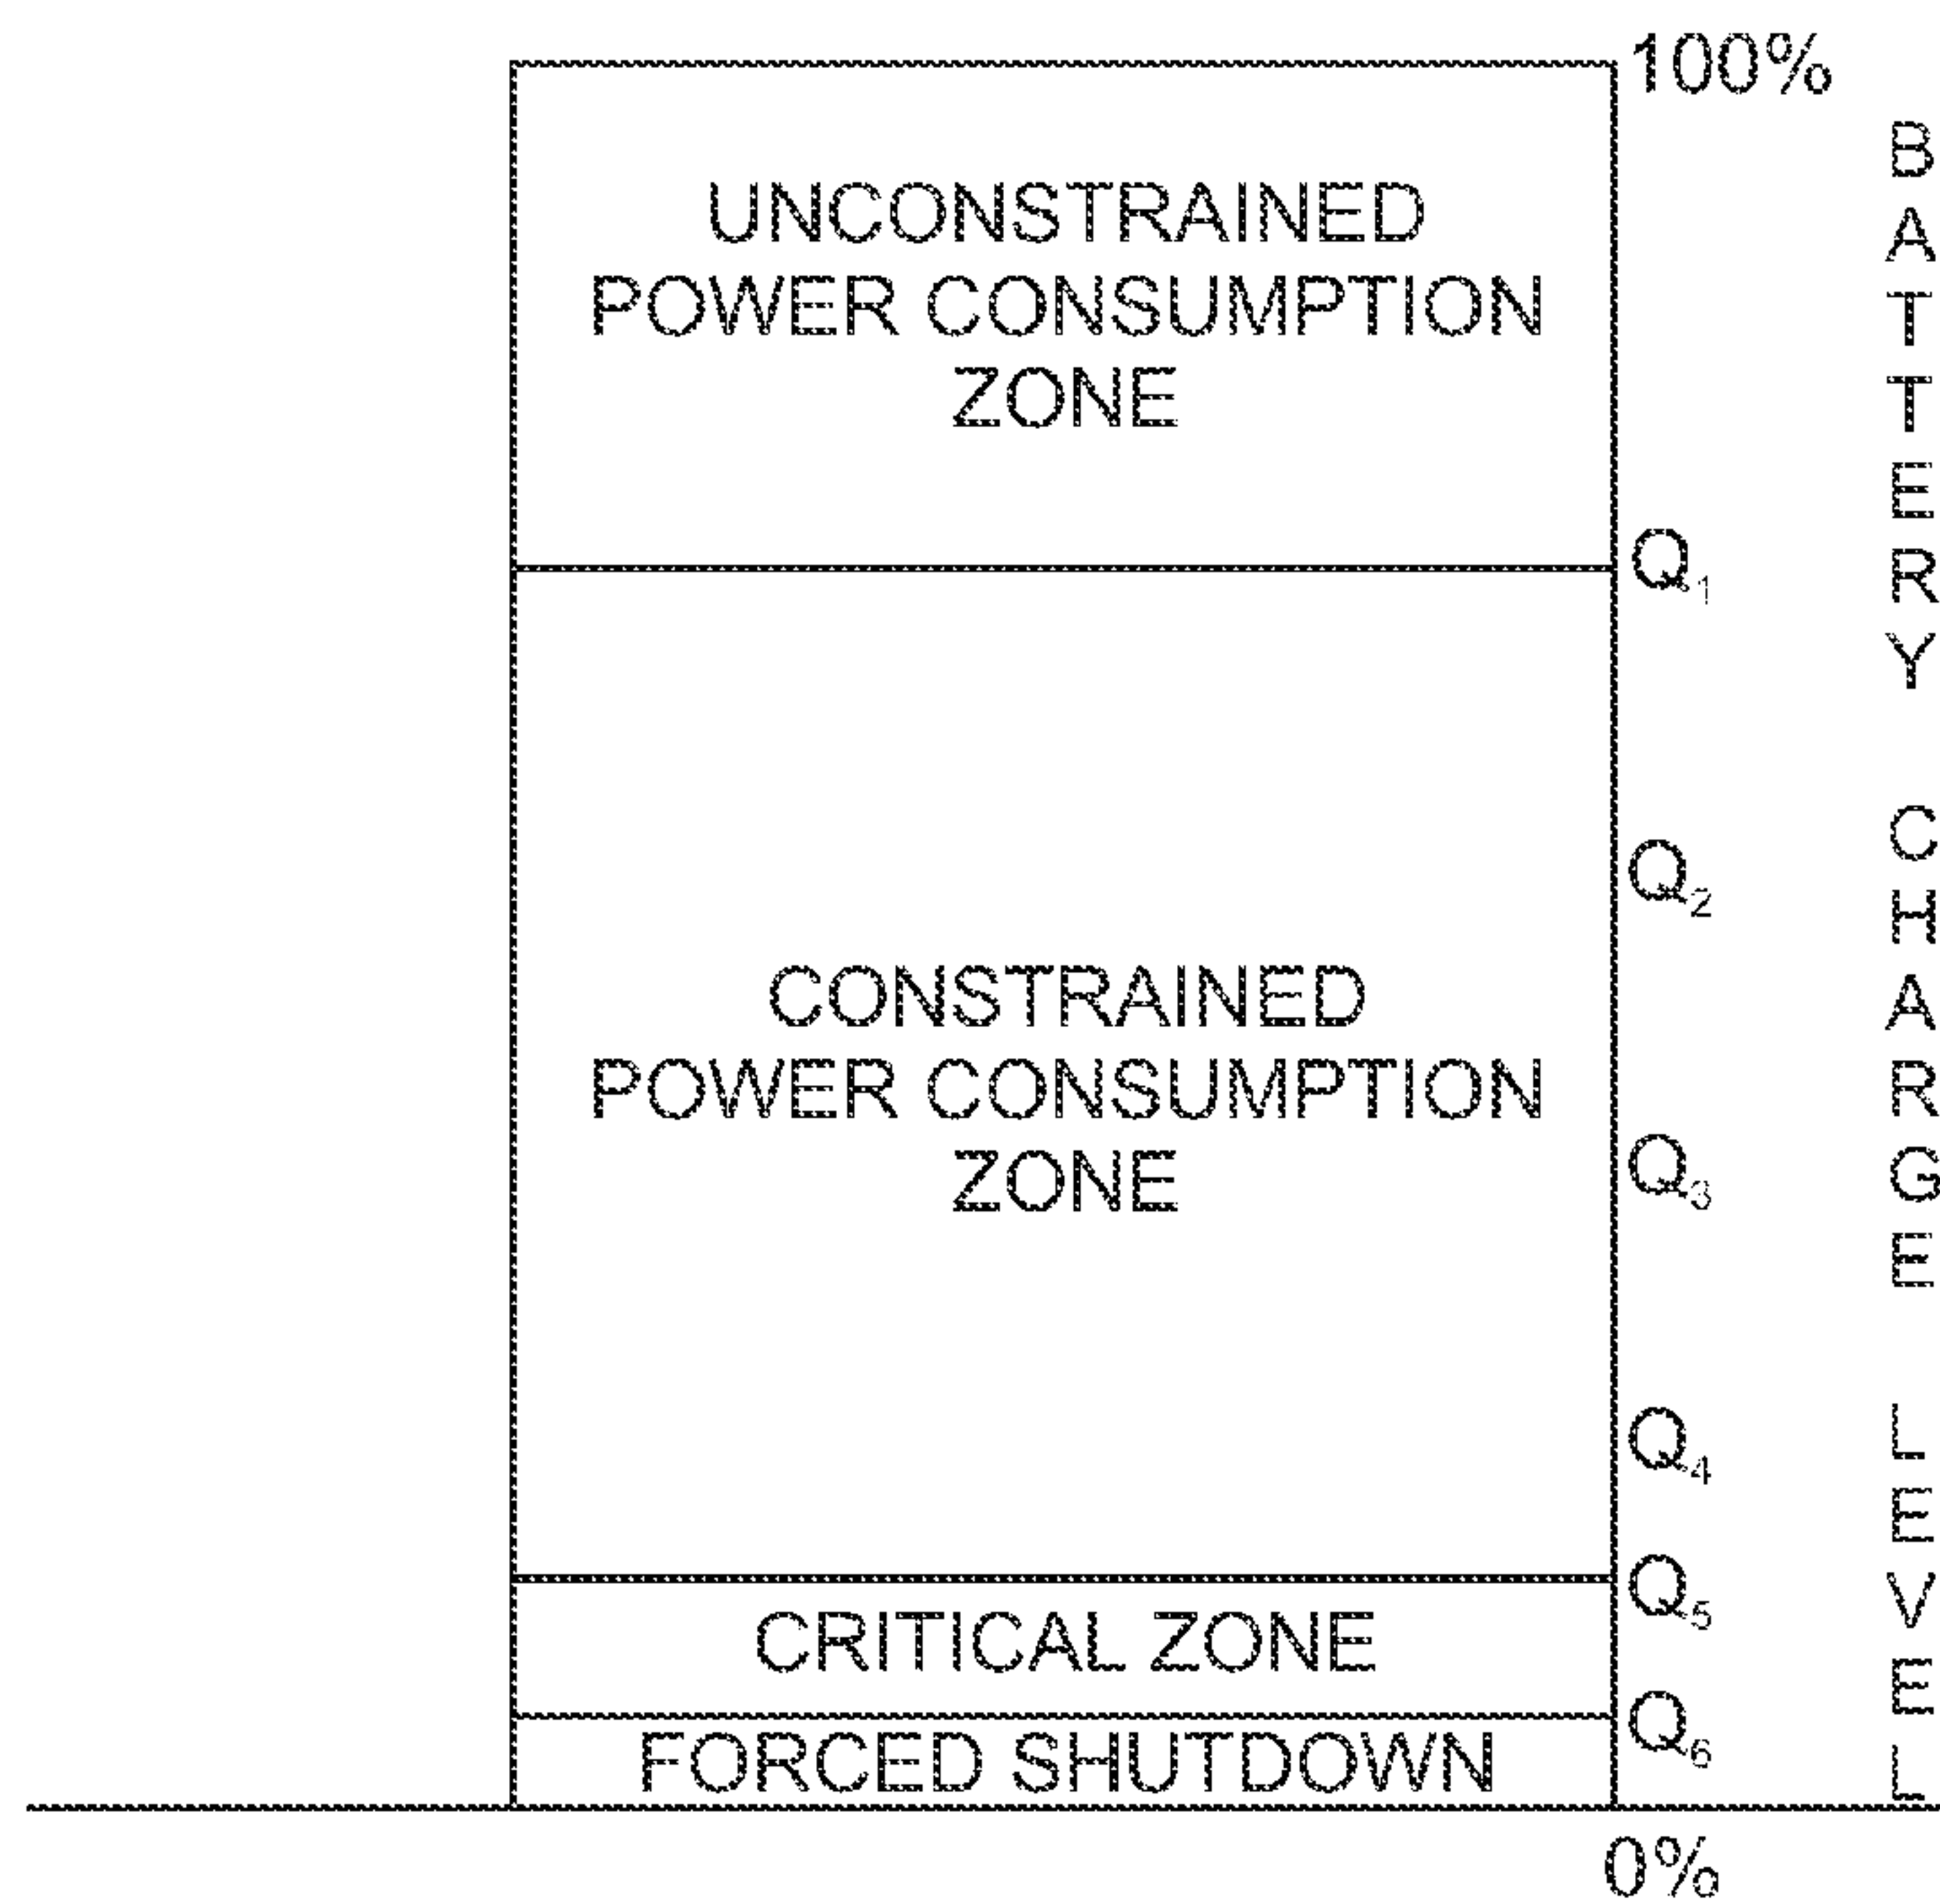 100%
UNCONSTRAINED
POWER CONSUMPTION
ZONE
Q1
Q2
CONSTRAINED
POWER CONSUMPTION
ZONE
Q3
Q4
Q5
CRITICAL ZONE
Q6
FORCED SHUTDOWN
0%
BATTERY CHARGE LEVEL